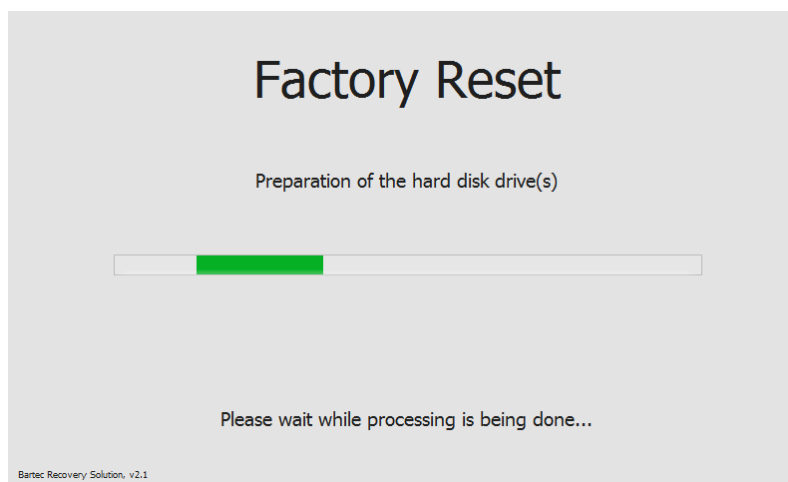 Factory Reset
Preparation of the hard disk drive(s)
Please wait while processing is being done...
Bartec Recovery Solution, v2.1